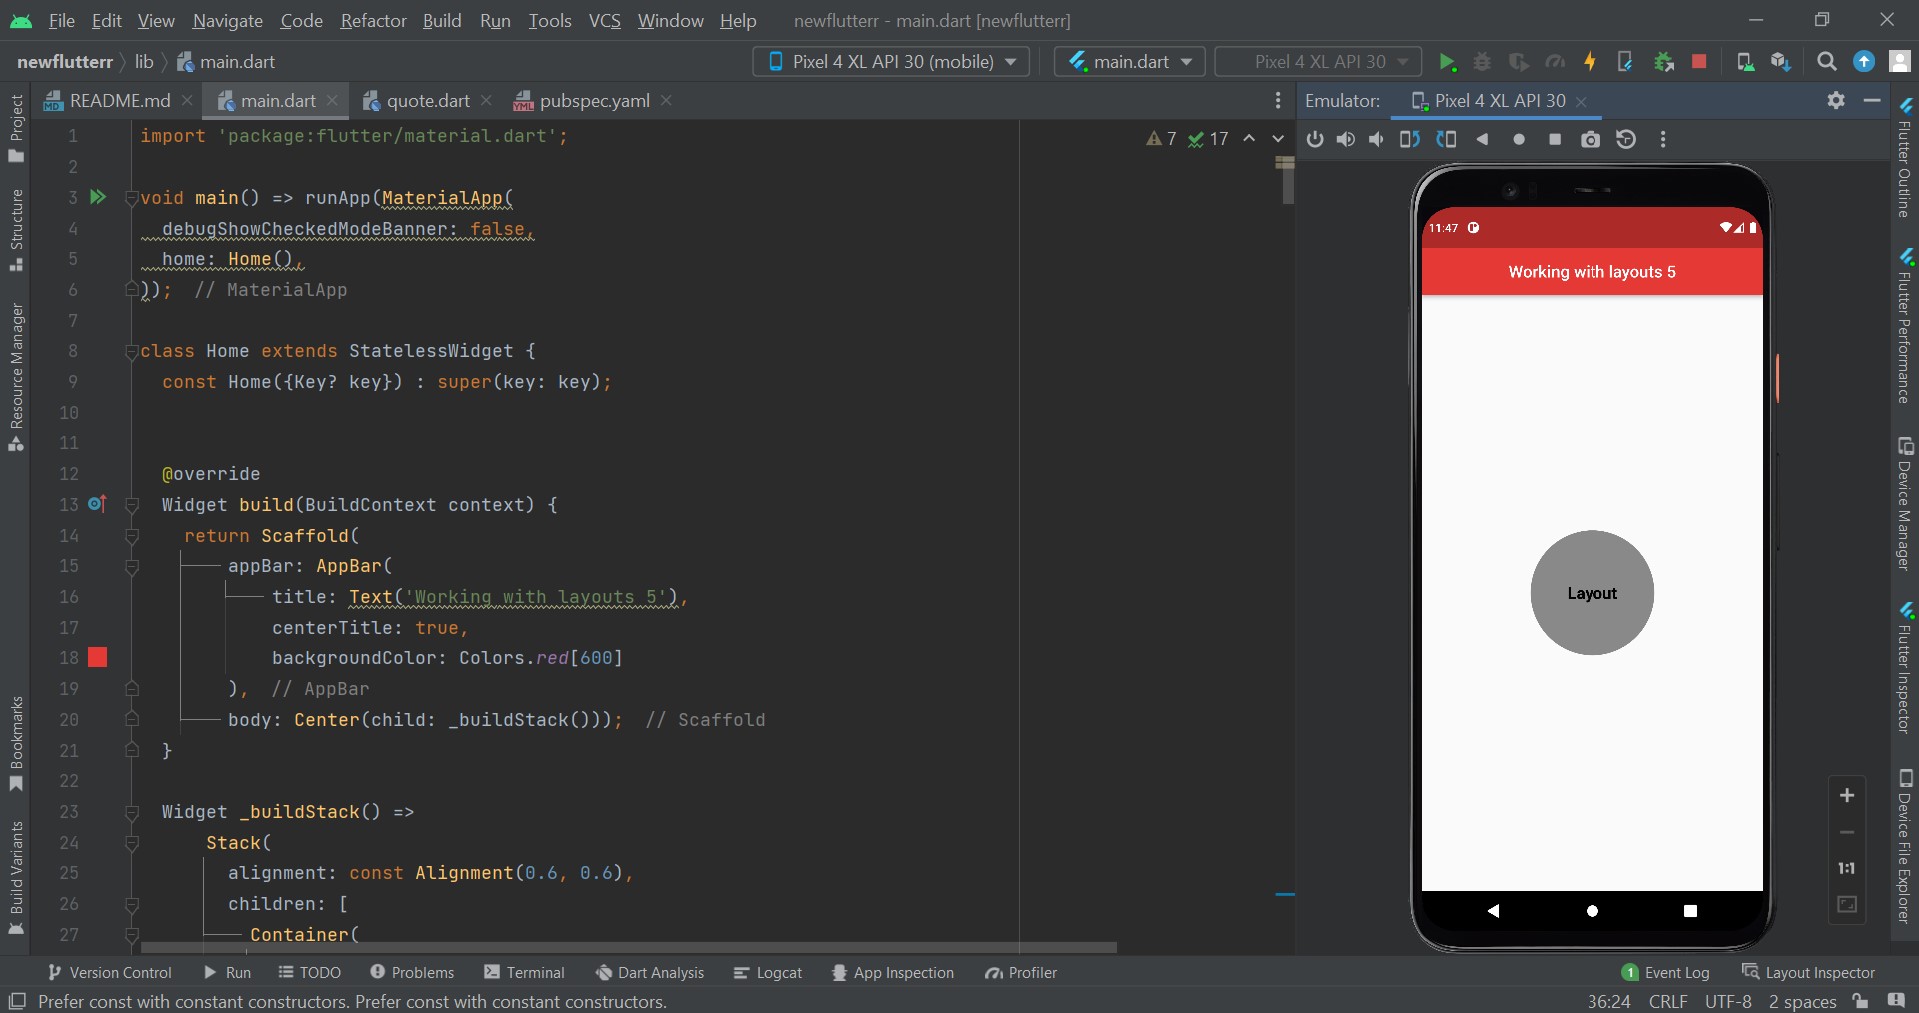 File Edit View Navigate Code Refactor Build Run Tools VCS Window Help newflutterr - main.dart [newflutterr]
newflutterr lib main.dart Pixel 4 XL API 30 (mobile) main.dart Pixel 4 XL API 30
README.md main.dart quote.dart pubspec.yaml Emulator: Pixel 4 XL API 30
Project
Structure
Resource Manager
Bookmarks
Build Variants
7 17
1 import 'package:flutter/material.dart';
2
3 void main() => runApp(MaterialApp(
4 debugShowCheckedModeBanner: false,
5 home: Home(),
6 )); // MaterialApp
7
8 class Home extends StatelessWidget {
9 const Home({Key? key}) : super(key: key);
10
11
12 @override
13 Widget build(BuildContext context) {
14 return Scaffold(
15 appBar: AppBar(
16 title: Text('Working with layouts 5'),
17 centerTitle: true,
18 backgroundColor: Colors.red[600]
19 ), // AppBar
20 body: Center(child: _buildStack())); // Scaffold
21 }
22
23 Widget _buildStack() =>
24 Stack(
25 alignment: const Alignment(0.6, 0.6),
26 children: [
27 Container(
11:47
Working with layouts 5
Layout
1:1
Flutter Outline
Flutter Performance
Device Manager
Flutter Inspector
Device File Explorer
Version Control Run TODO Problems Terminal Dart Analysis Logcat App Inspection Profiler 1 Event Log Layout Inspector
Prefer const with constant constructors. Prefer const with constant constructors. 36:24 CRLF UTF-8 2 spaces